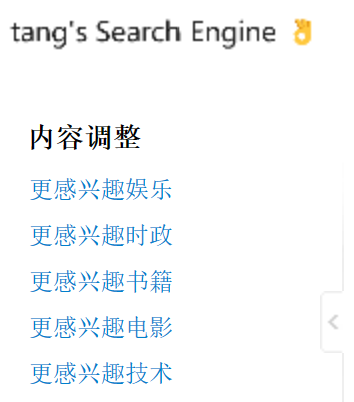 tang's Search Engine 👌
内容调整
更感兴趣娱乐
更感兴趣时政
更感兴趣书籍
更感兴趣电影
更感兴趣技术